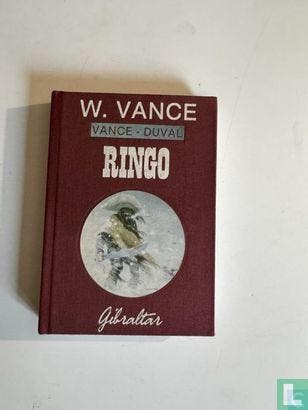 W. VANCE
VANCE - DUVAL
RINGO
Gibraltar